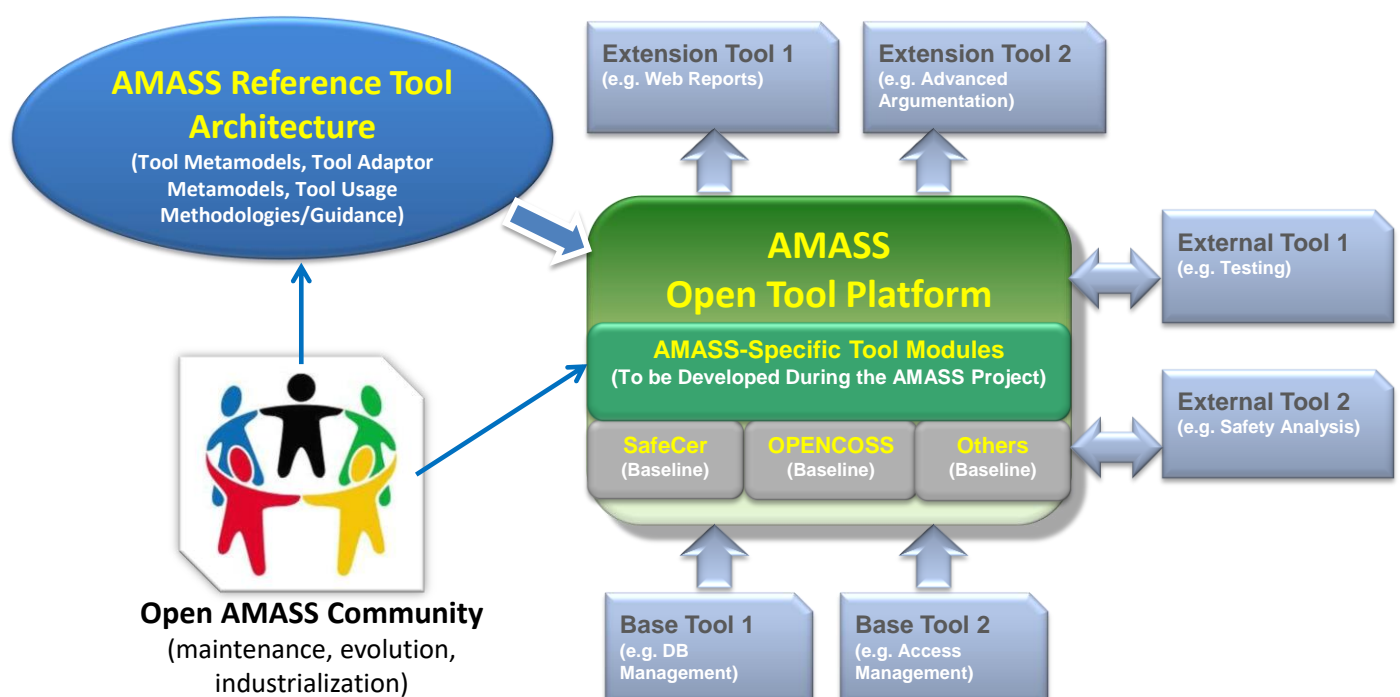 AMASS Reference Tool
Architecture
(Tool Metamodels, Tool Adaptor
Metamodels, Tool Usage
Methodologies/Guidance)
Extension Tool 1
(e.g. Web Reports)
Extension Tool 2
(e.g. Advanced
Argumentation)
AMASS
Open Tool Platform
AMASS-Specific Tool Modules
(To be Developed During the AMASS Project)
SafeCer
(Baseline)
OPENCOSS
(Baseline)
Others
(Baseline)
External Tool 1
(e.g. Testing)
External Tool 2
(e.g. Safety Analysis)
Open AMASS Community
(maintenance, evolution,
industrialization)
Base Tool 1
(e.g. DB
Management)
Base Tool 2
(e.g. Access
Management)